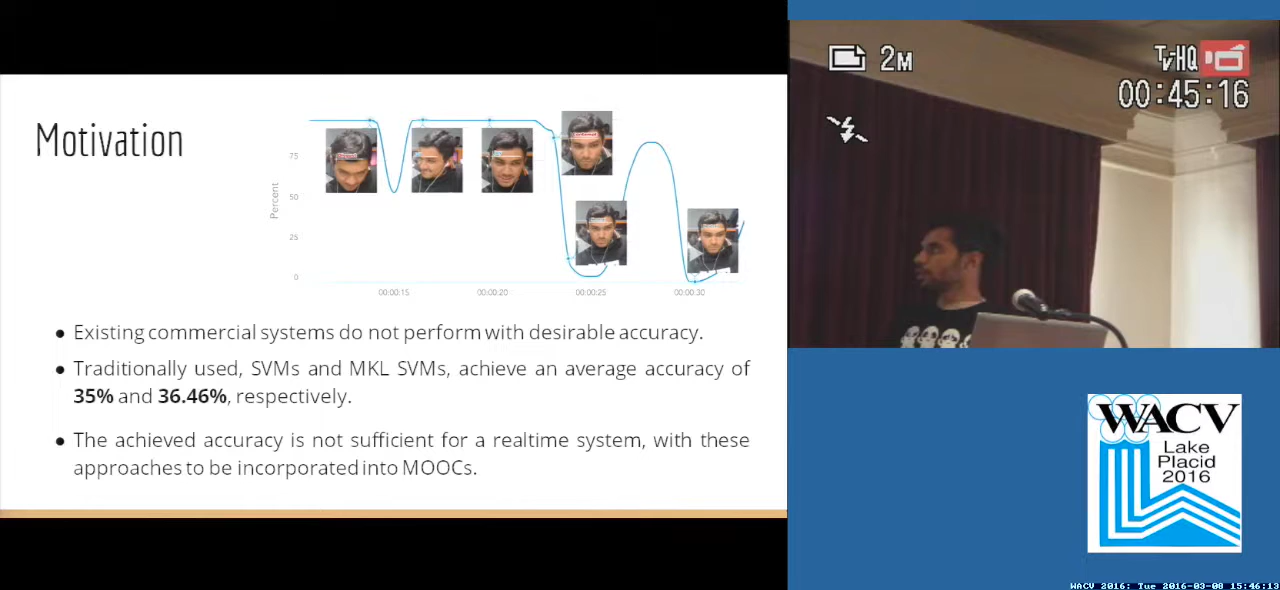 Motivation
Percent
75
50
25
0
00:00:15
00:00:20
00:00:25
00:00:30
● Existing commercial systems do not perform with desirable accuracy.
● Traditionally used, SVMs and MKL SVMs, achieve an average accuracy of
35% and 36.46%, respectively.
● The achieved accuracy is not sufficient for a realtime system, with these
approaches to be incorporated into MOOCs.
2M
TV-HQ
00:45:16
WACV
Lake
Placid
2016
WACV 2016: Tue 2016-03-08 15:46:13